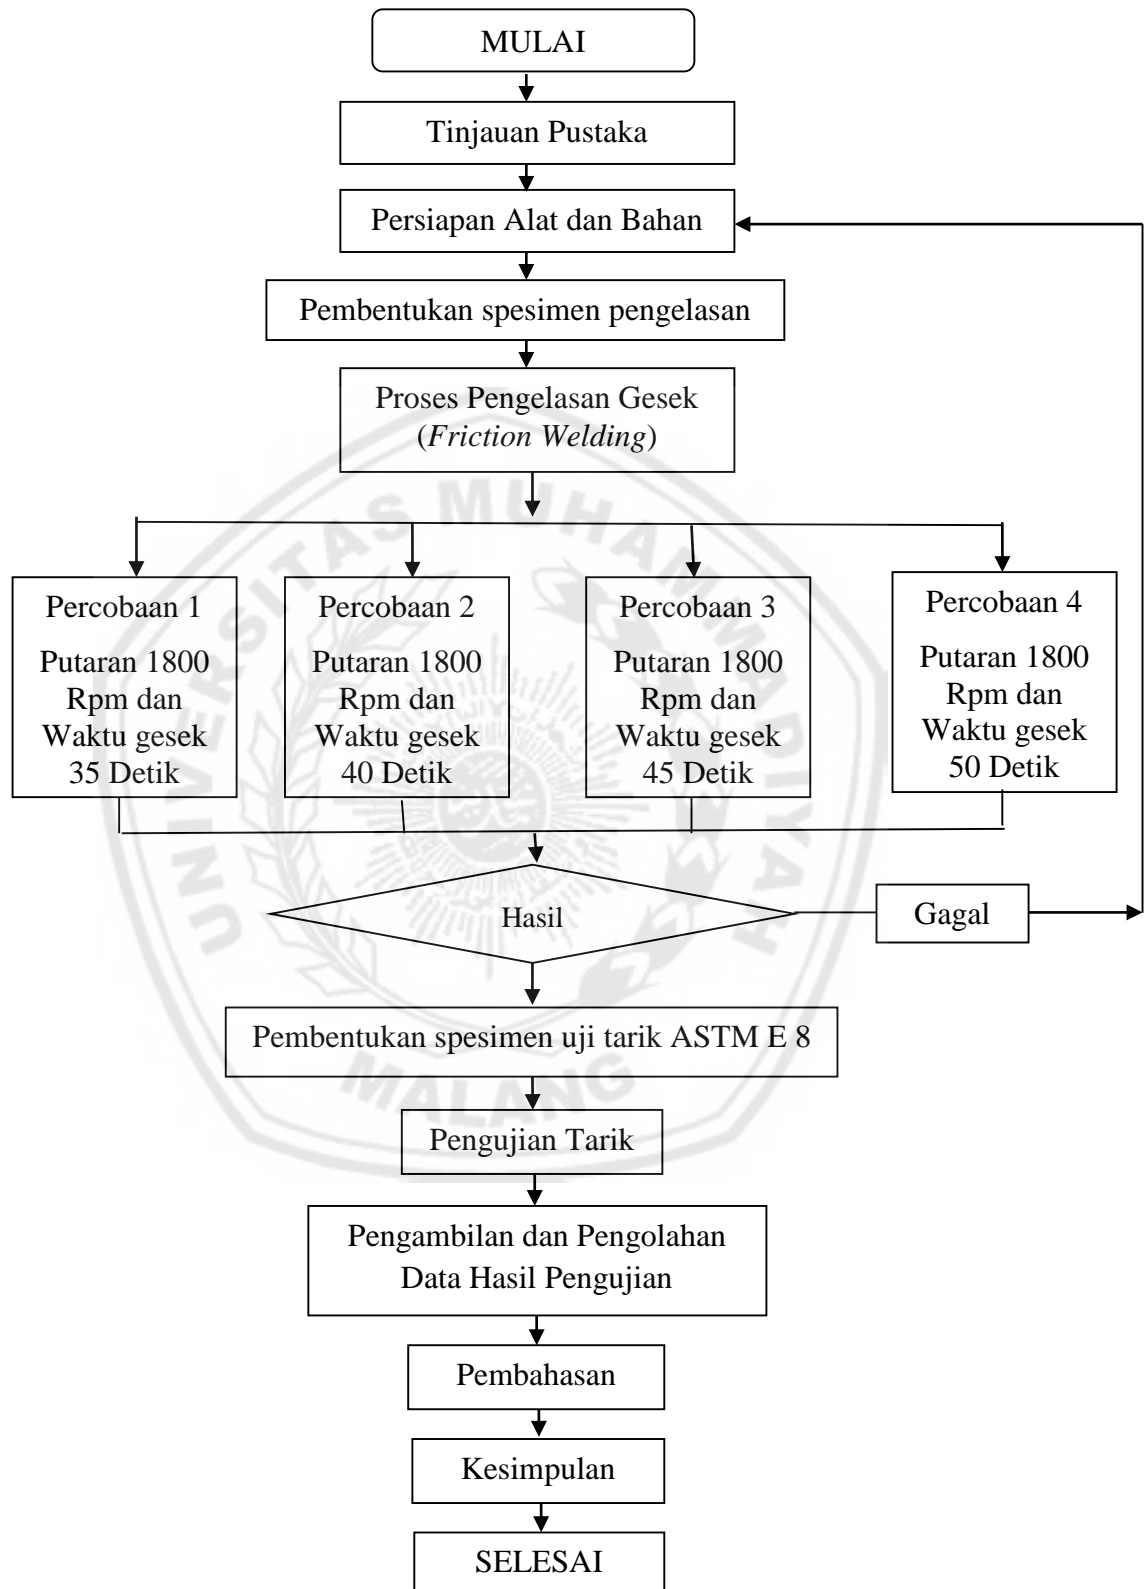 MULAI
Tinjauan Pustaka
Persiapan Alat dan Bahan
Pembentukan spesimen pengelasan
Proses Pengelasan Gesek
(Friction Welding)
Percobaan 1
Putaran 1800
Rpm dan
Waktu gesek
35 Detik
Percobaan 2
Putaran 1800
Rpm dan
Waktu gesek
40 Detik
Percobaan 3
Putaran 1800
Rpm dan
Waktu gesek
45 Detik
Percobaan 4
Putaran 1800
Rpm dan
Waktu gesek
50 Detik
Hasil
Gagal
Pembentukan spesimen uji tarik ASTM E 8
Pengujian Tarik
Pengambilan dan Pengolahan
Data Hasil Pengujian
Pembahasan
Kesimpulan
SELESAI
UNIVERSITAS MUHAMMADIYAH
MALANG